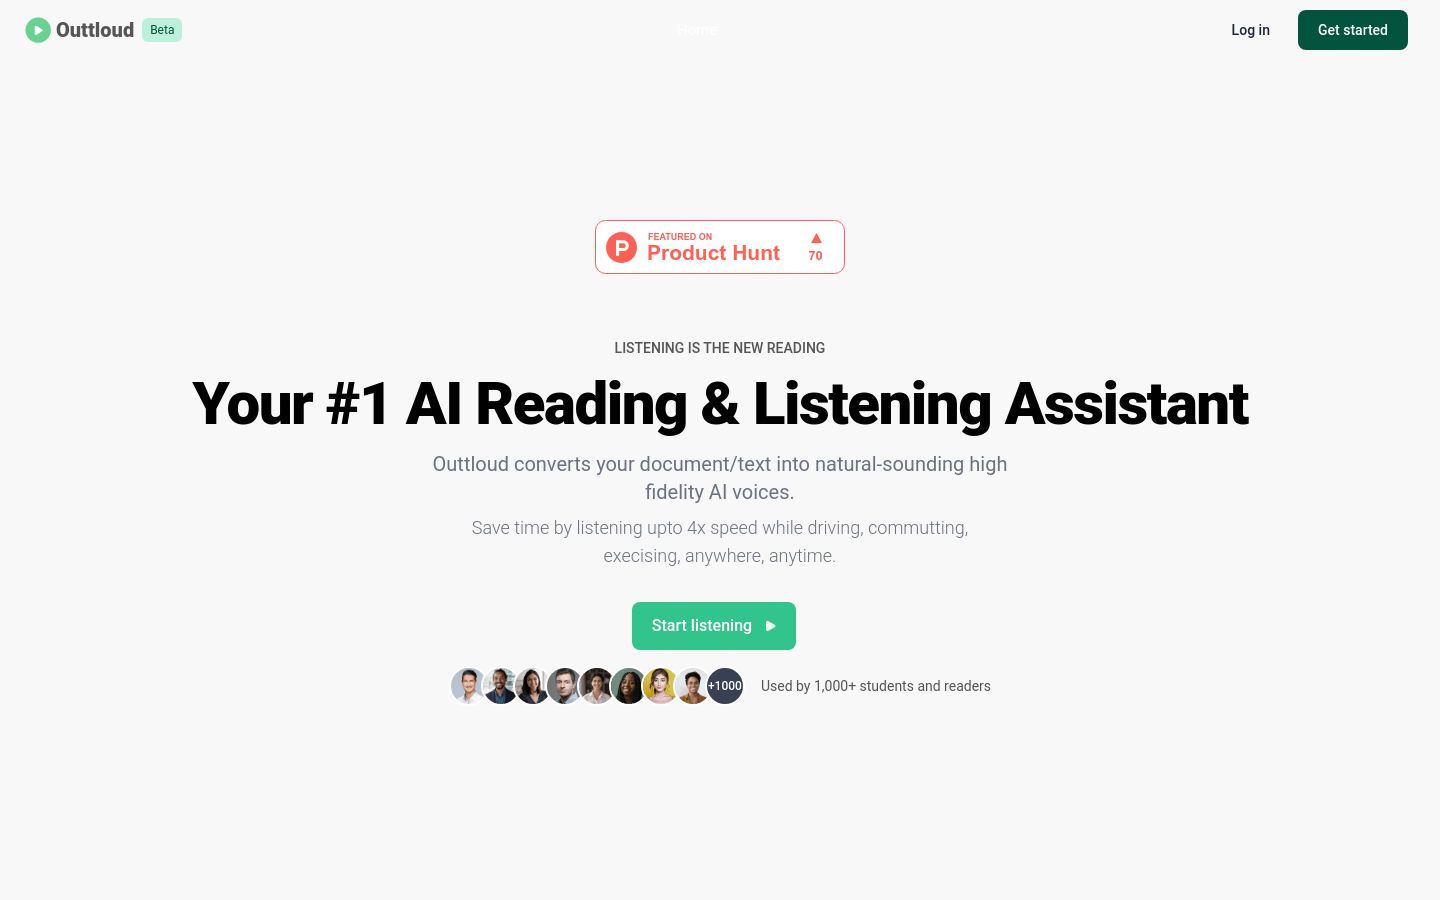 Outtloud Beta
Home
Log in
Get started
FEATURED ON
Product Hunt
70
LISTENING IS THE NEW READING
Your #1 AI Reading & Listening Assistant
Outtloud converts your document/text into natural-sounding high
fidelity AI voices.
Save time by listening upto 4x speed while driving, commutting,
execising, anywhere, anytime.
Start listening
+1000
Used by 1,000+ students and readers